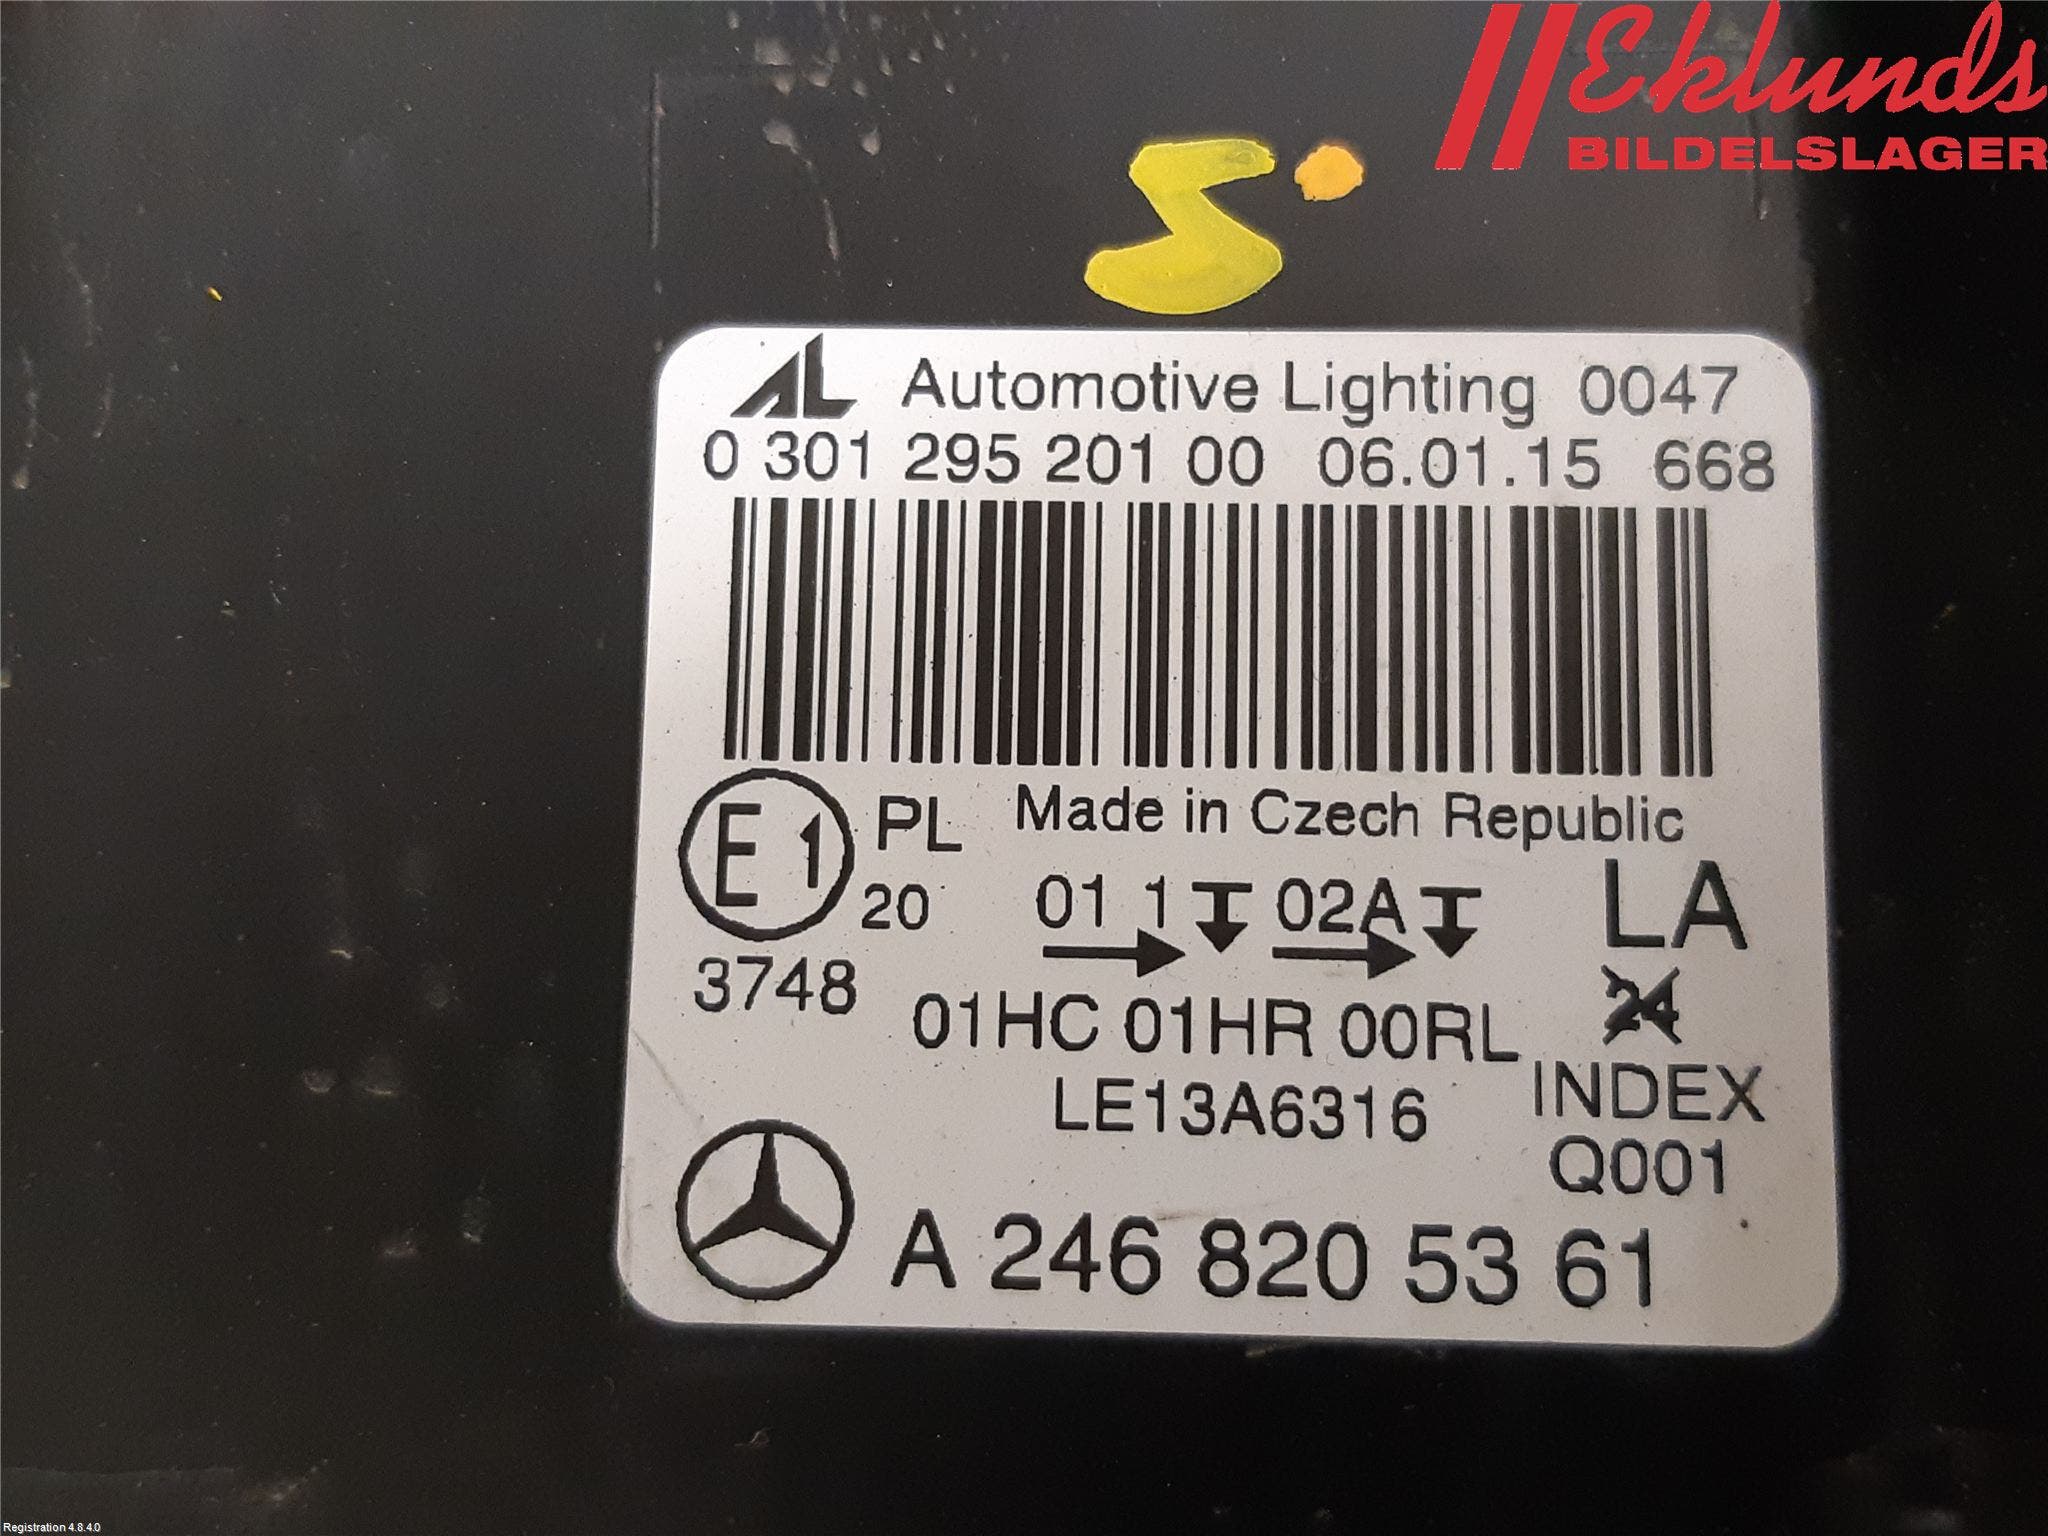 Eklunds
BILDELSLAGER
5.
AL Automotive Lighting 0047
0 301 295 201 00 06.01.15 668
E1 PL Made in Czech Republic
20 01 1 02A LA
3748 01HC 01HR 00RL 24
LE13A6316 INDEX
Q001
A 246 820 53 61
Registration 4.8.4.0